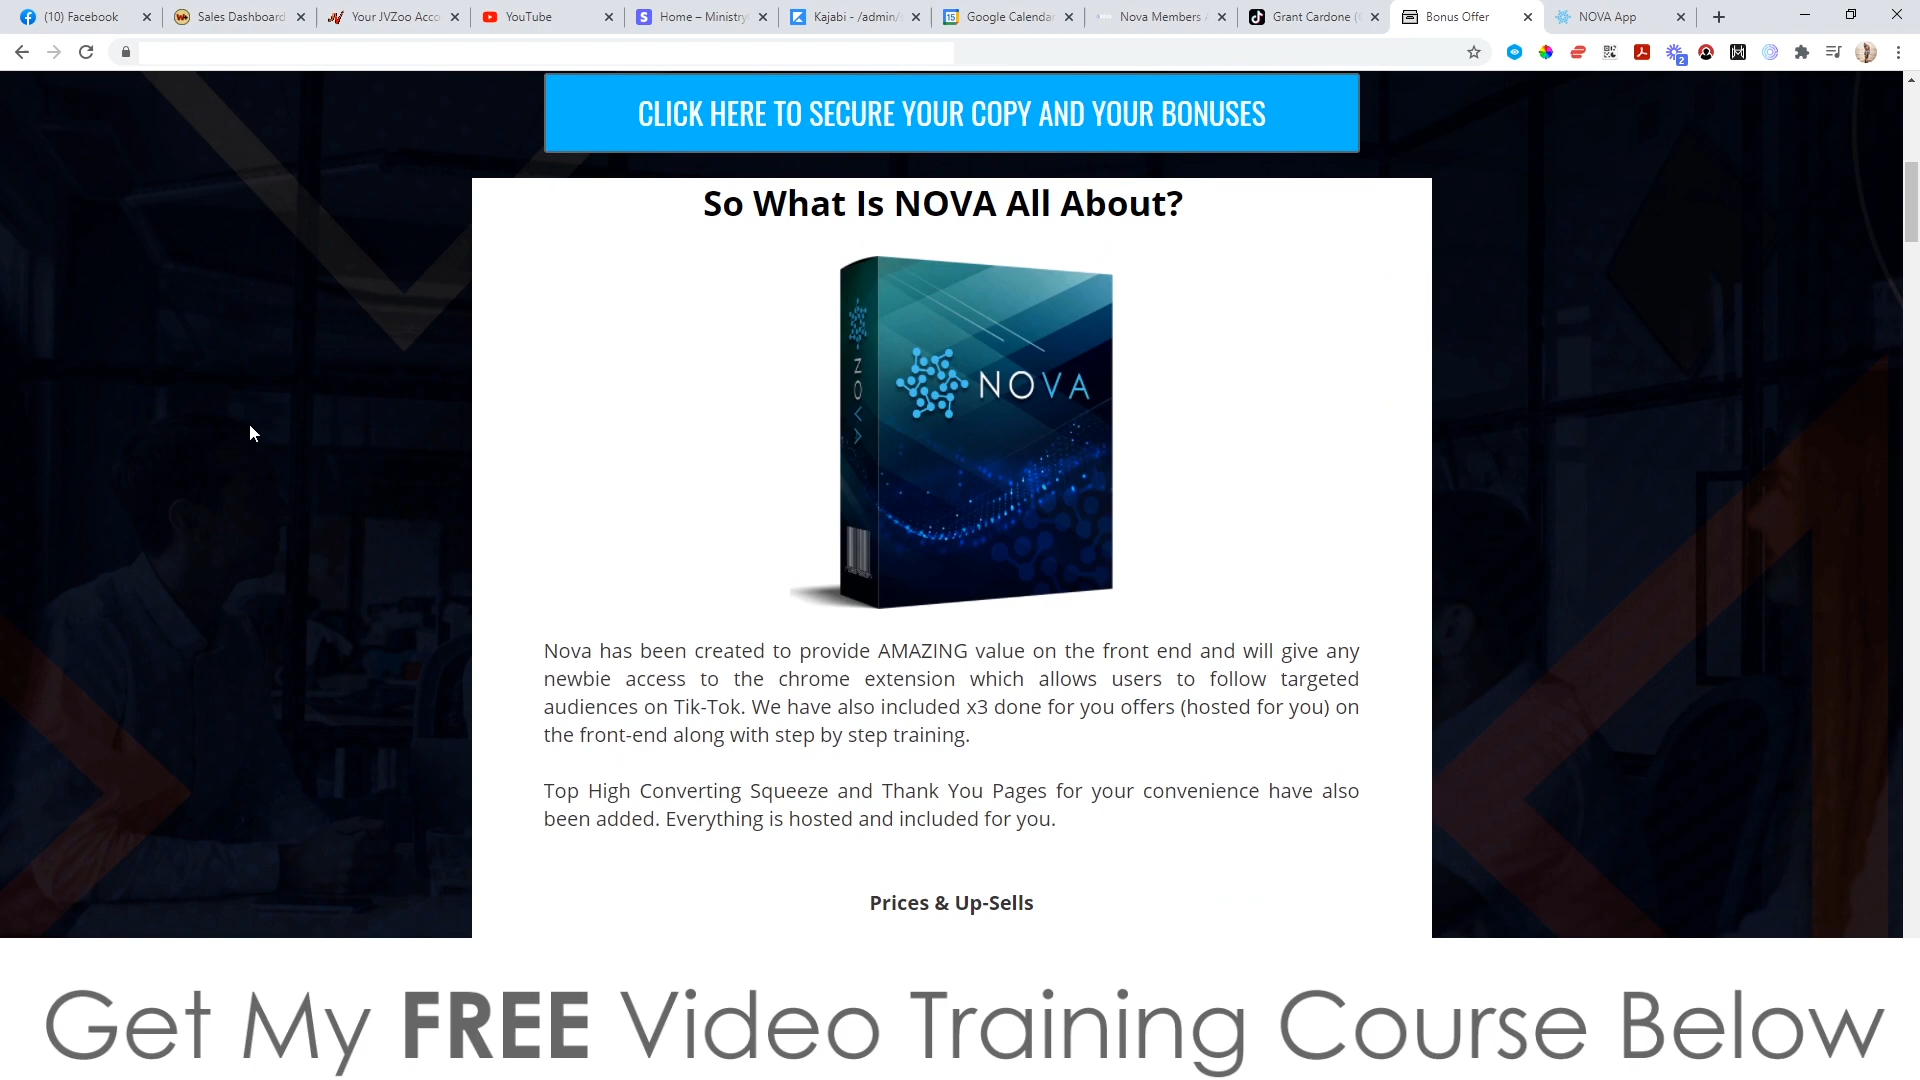 (10) Facebook
Sales Dashboard
Your JVZoo Acco
YouTube
Home – Ministry
Kajabi - /admin/
Google Calenda
Nova Members
Grant Cardone (
Bonus Offer
NOVA App
2
CLICK HERE TO SECURE YOUR COPY AND YOUR BONUSES
So What Is NOVA All About?
NOVA
NOVA
Nova has been created to provide AMAZING value on the front end and will give any
newbie access to the chrome extension which allows users to follow targeted
audiences on Tik-Tok. We have also included x3 done for you offers (hosted for you) on
the front-end along with step by step training.
Top High Converting Squeeze and Thank You Pages for your convenience have also
been added. Everything is hosted and included for you.
Prices & Up-Sells
Get My FREE Video Training Course Below